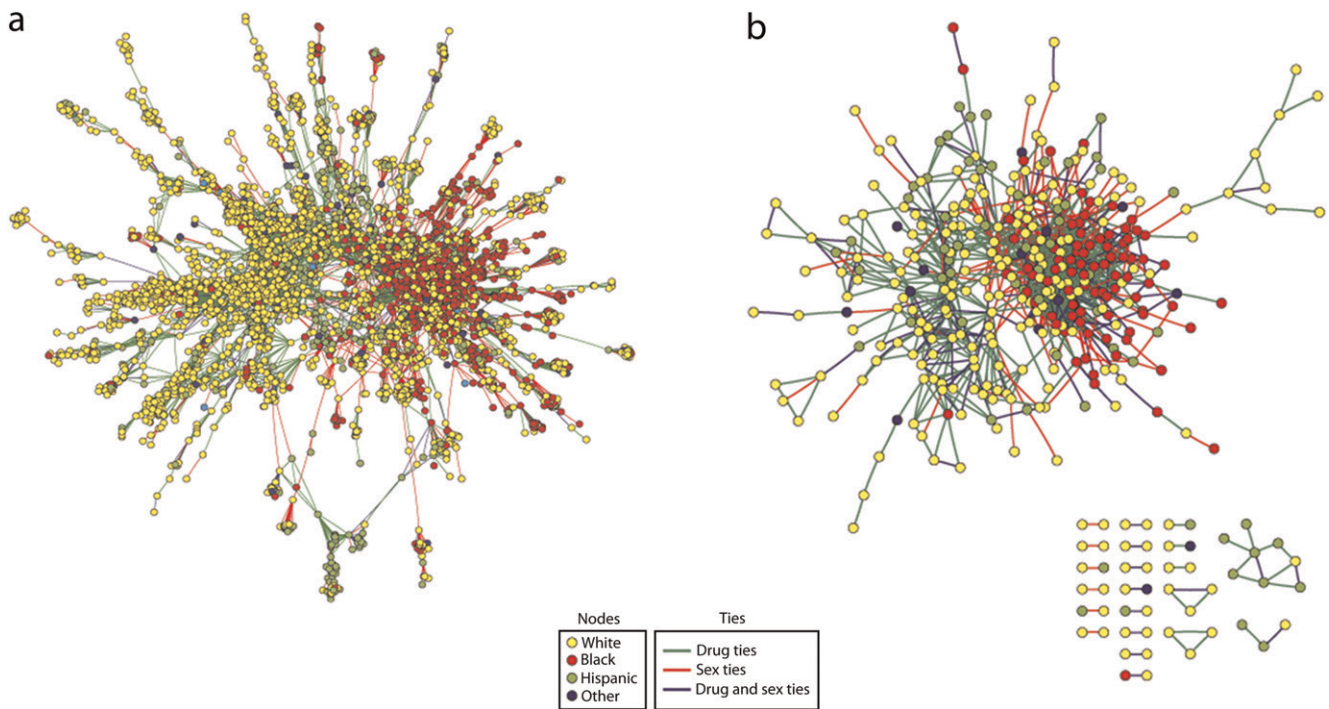 a
b
Nodes
White
Black
Hispanic
Other
Ties
Drug ties
Sex ties
Drug and sex ties